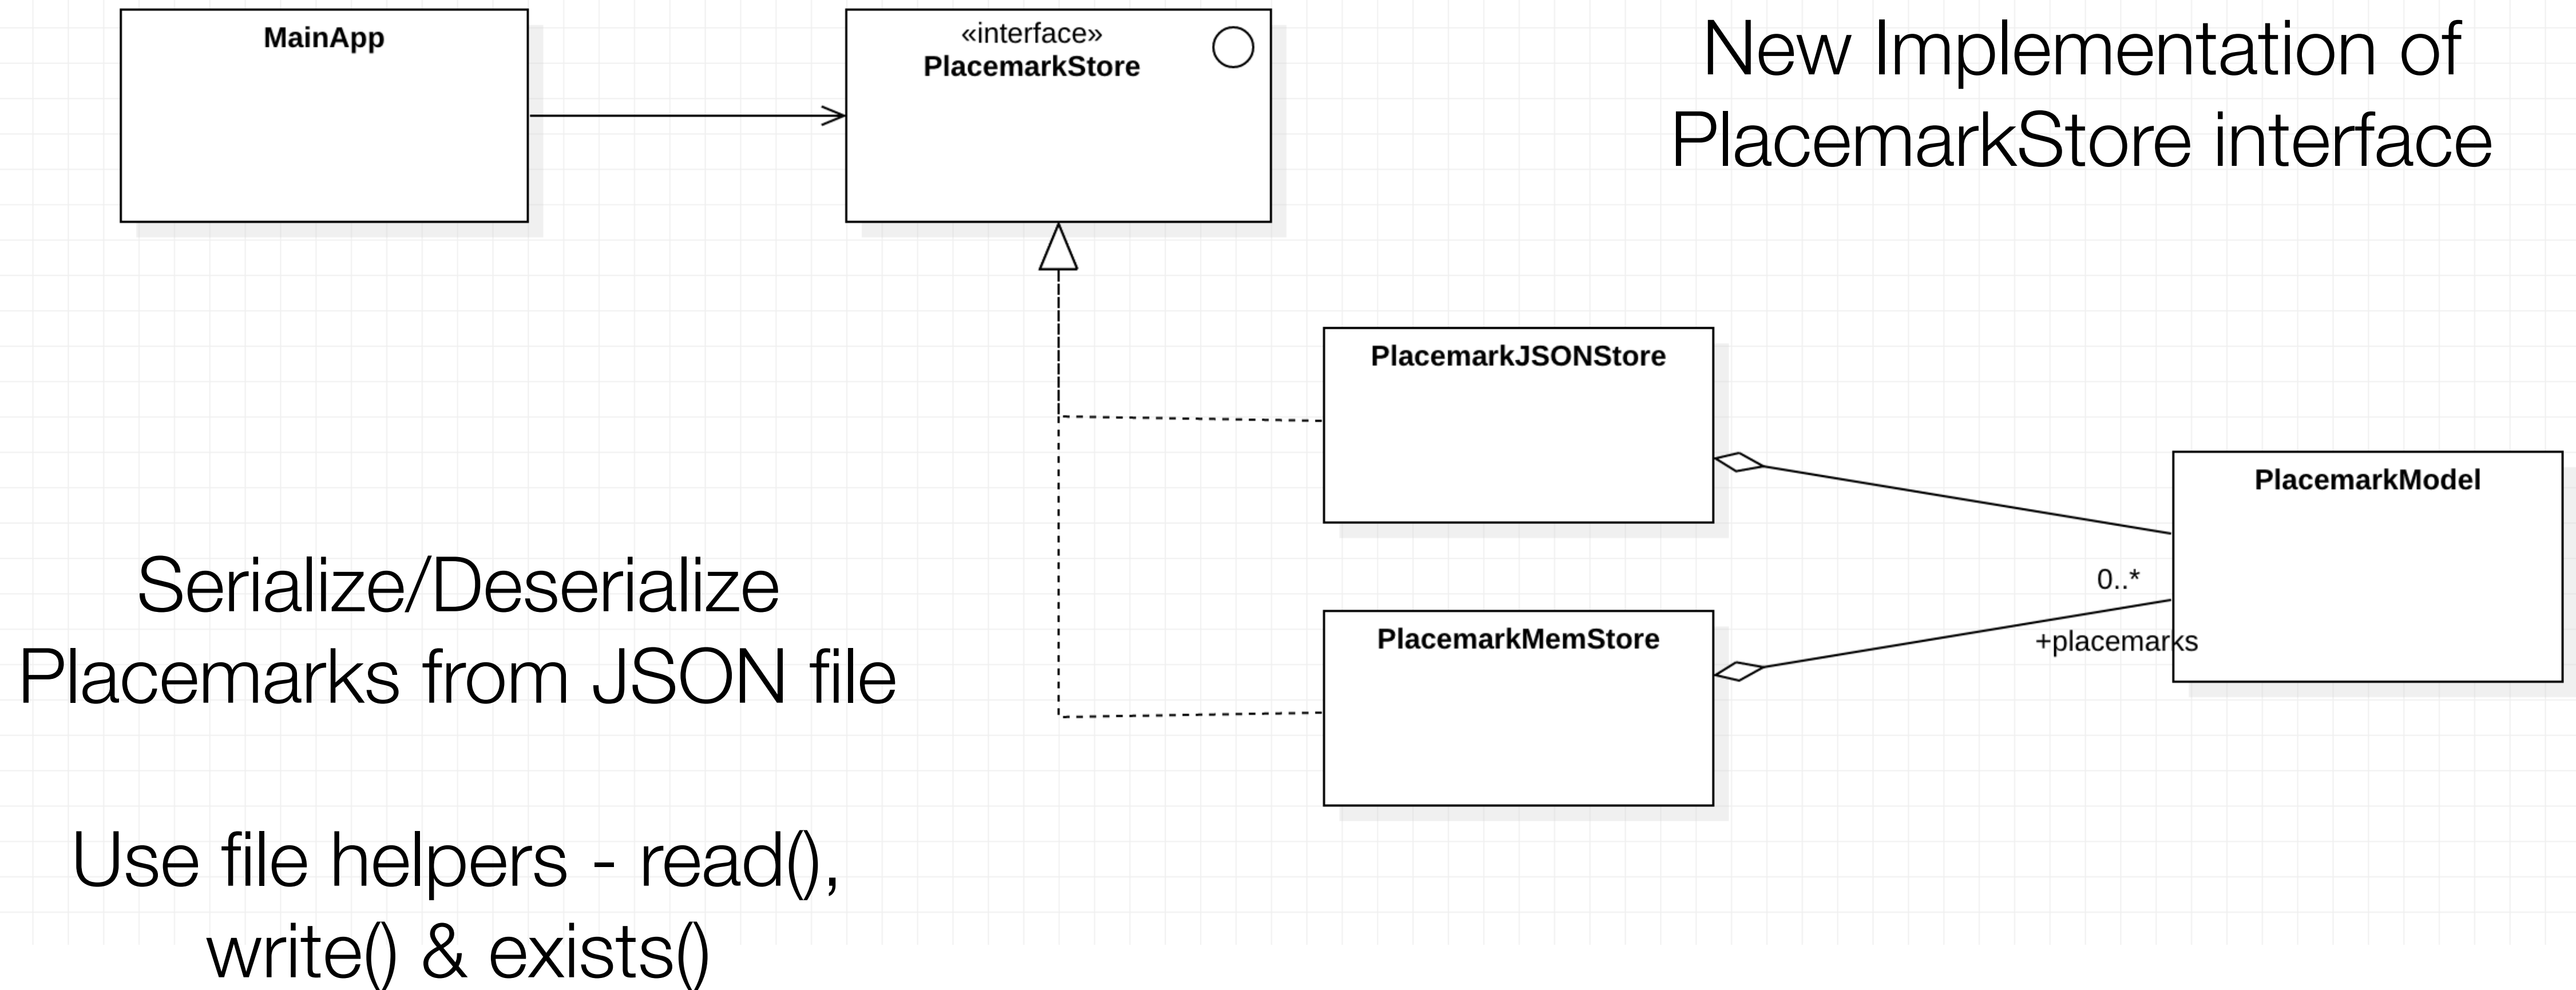 MainApp
«interface»
PlacemarkStore
New Implementation of
PlacemarkStore interface
PlacemarkJSONStore
PlacemarkModel
0..*
+placemarks
PlacemarkMemStore
Serialize/Deserialize
Placemarks from JSON file
Use file helpers - read(),
write() & exists()